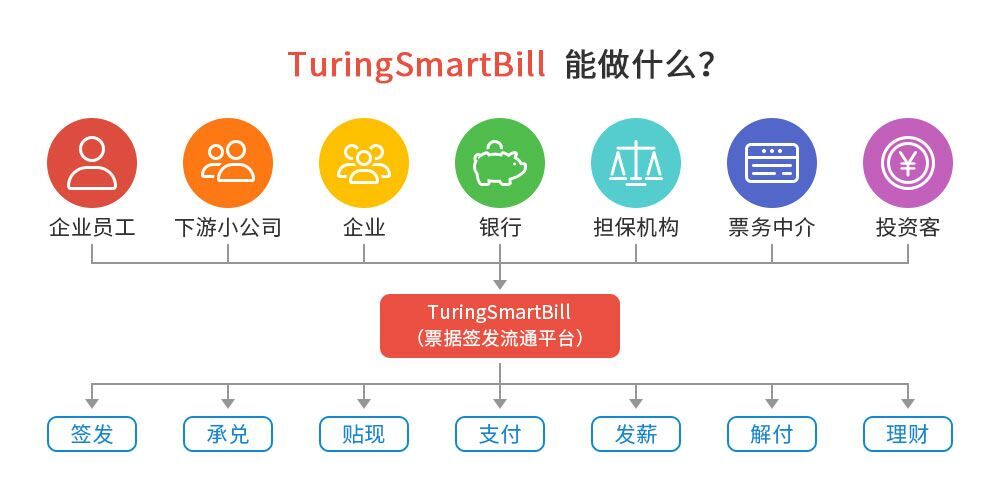 TuringSmartBill 能做什么?
企业员工
下游小公司
企业
银行
担保机构
票务中介
投资客
TuringSmartBill
(票据签发流通平台)
签发
承兑
贴现
支付
发薪
解付
理财